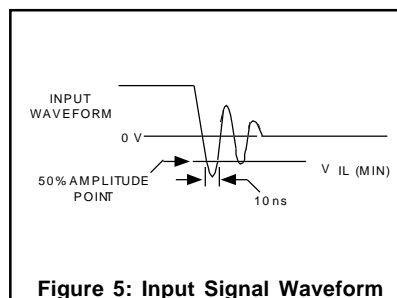 INPUT
WAVEFORM
0 V
50% AMPLITUDE
POINT
V IL (MIN)
10 ns
Figure 5: Input Signal Waveform